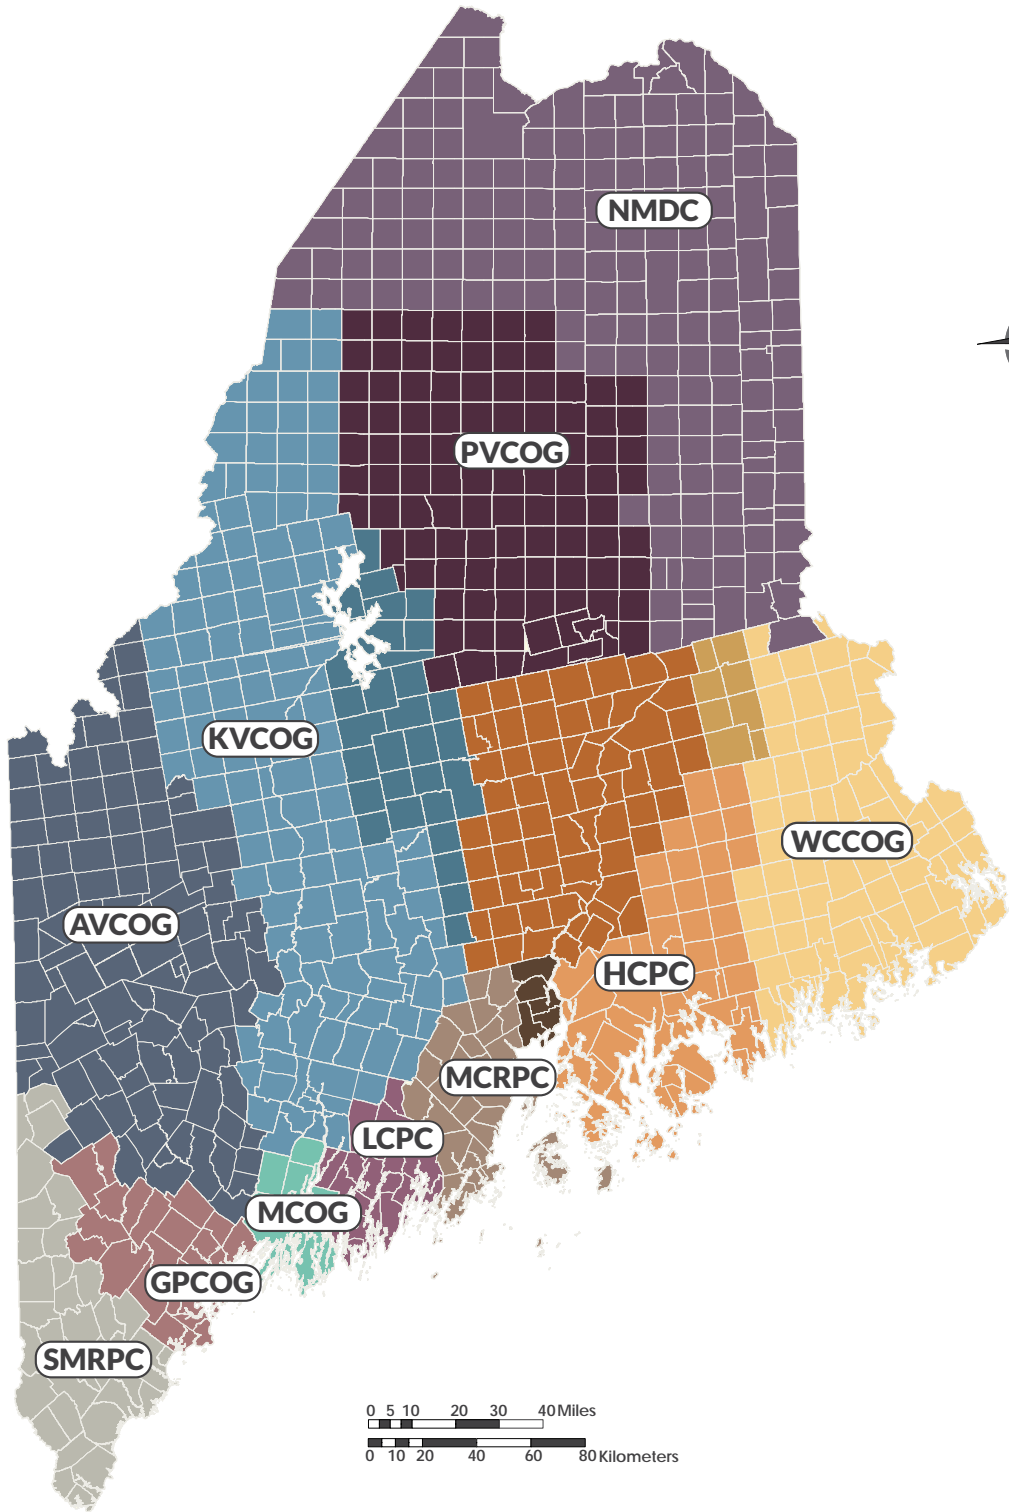 NMDC
PVCOG
KVCOG
WCCOG
AVCOG
HCPC
MCRPC
LCPC
MCOG
GPCOG
SMRPC
0 5 10 20 30 40 Miles
0 10 20 40 60 80 Kilometers